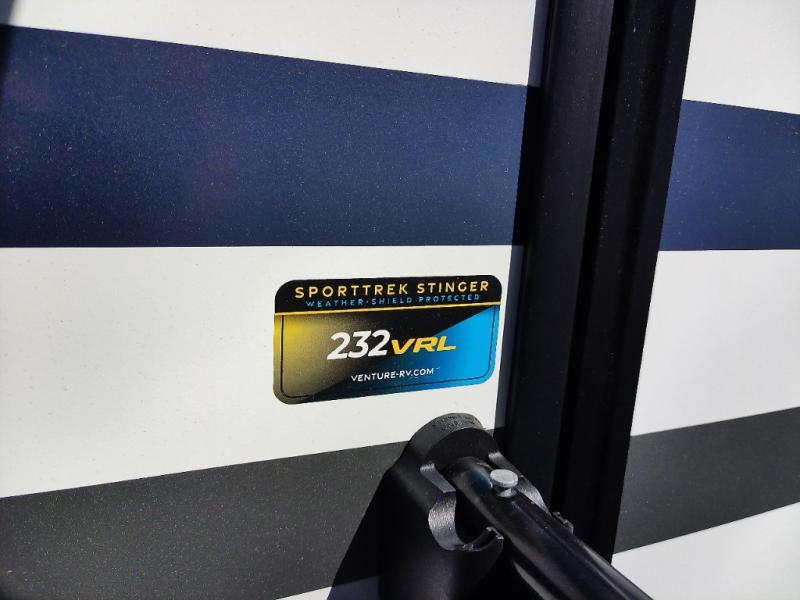 SPORTTREK STINGER
WEATHER-SHIELD PROTECTED
232VRL
VENTURE-RV.COM